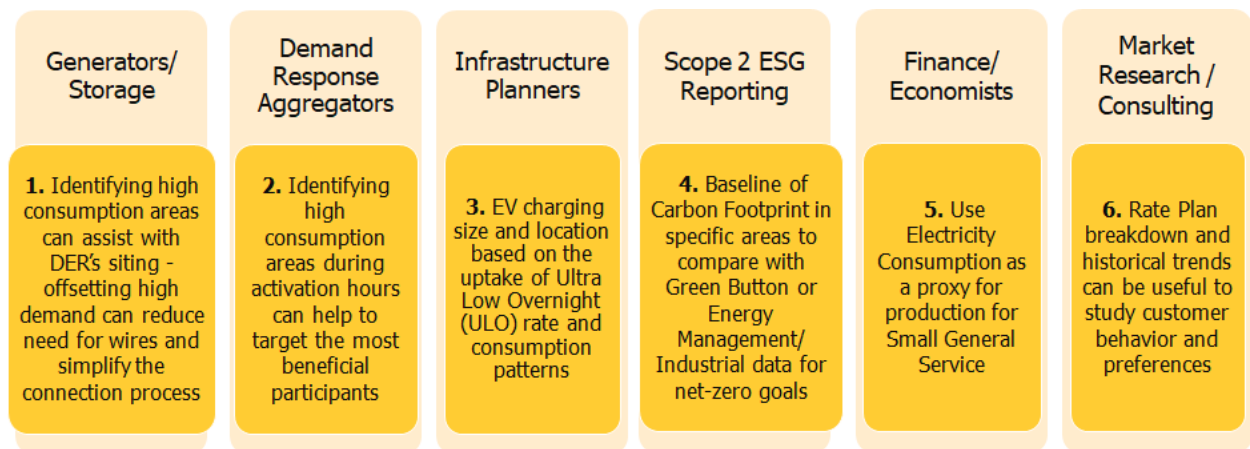 Generators/
Storage
1. Identifying high
consumption areas
can assist with
DER's siting -
offsetting high
demand can reduce
need for wires and
simplify the
connection process
Demand
Response
Aggregators
2. Identifying
high
consumption
areas during
activation hours
can help to
target the most
beneficial
participants
Infrastructure
Planners
3. EV charging
size and location
based on the
uptake of Ultra
Low Overnight
(ULO) rate and
consumption
patterns
Scope 2 ESG
Reporting
4. Baseline of
Carbon Footprint in
specific areas to
compare with
Green Button or
Energy
Management/
Industrial data for
net-zero goals
Finance/
Economists
5. Use
Electricity
Consumption as
a proxy for
production for
Small General
Service
Market
Research /
Consulting
6. Rate Plan
breakdown and
historical trends
can be useful to
study customer
behavior and
preferences